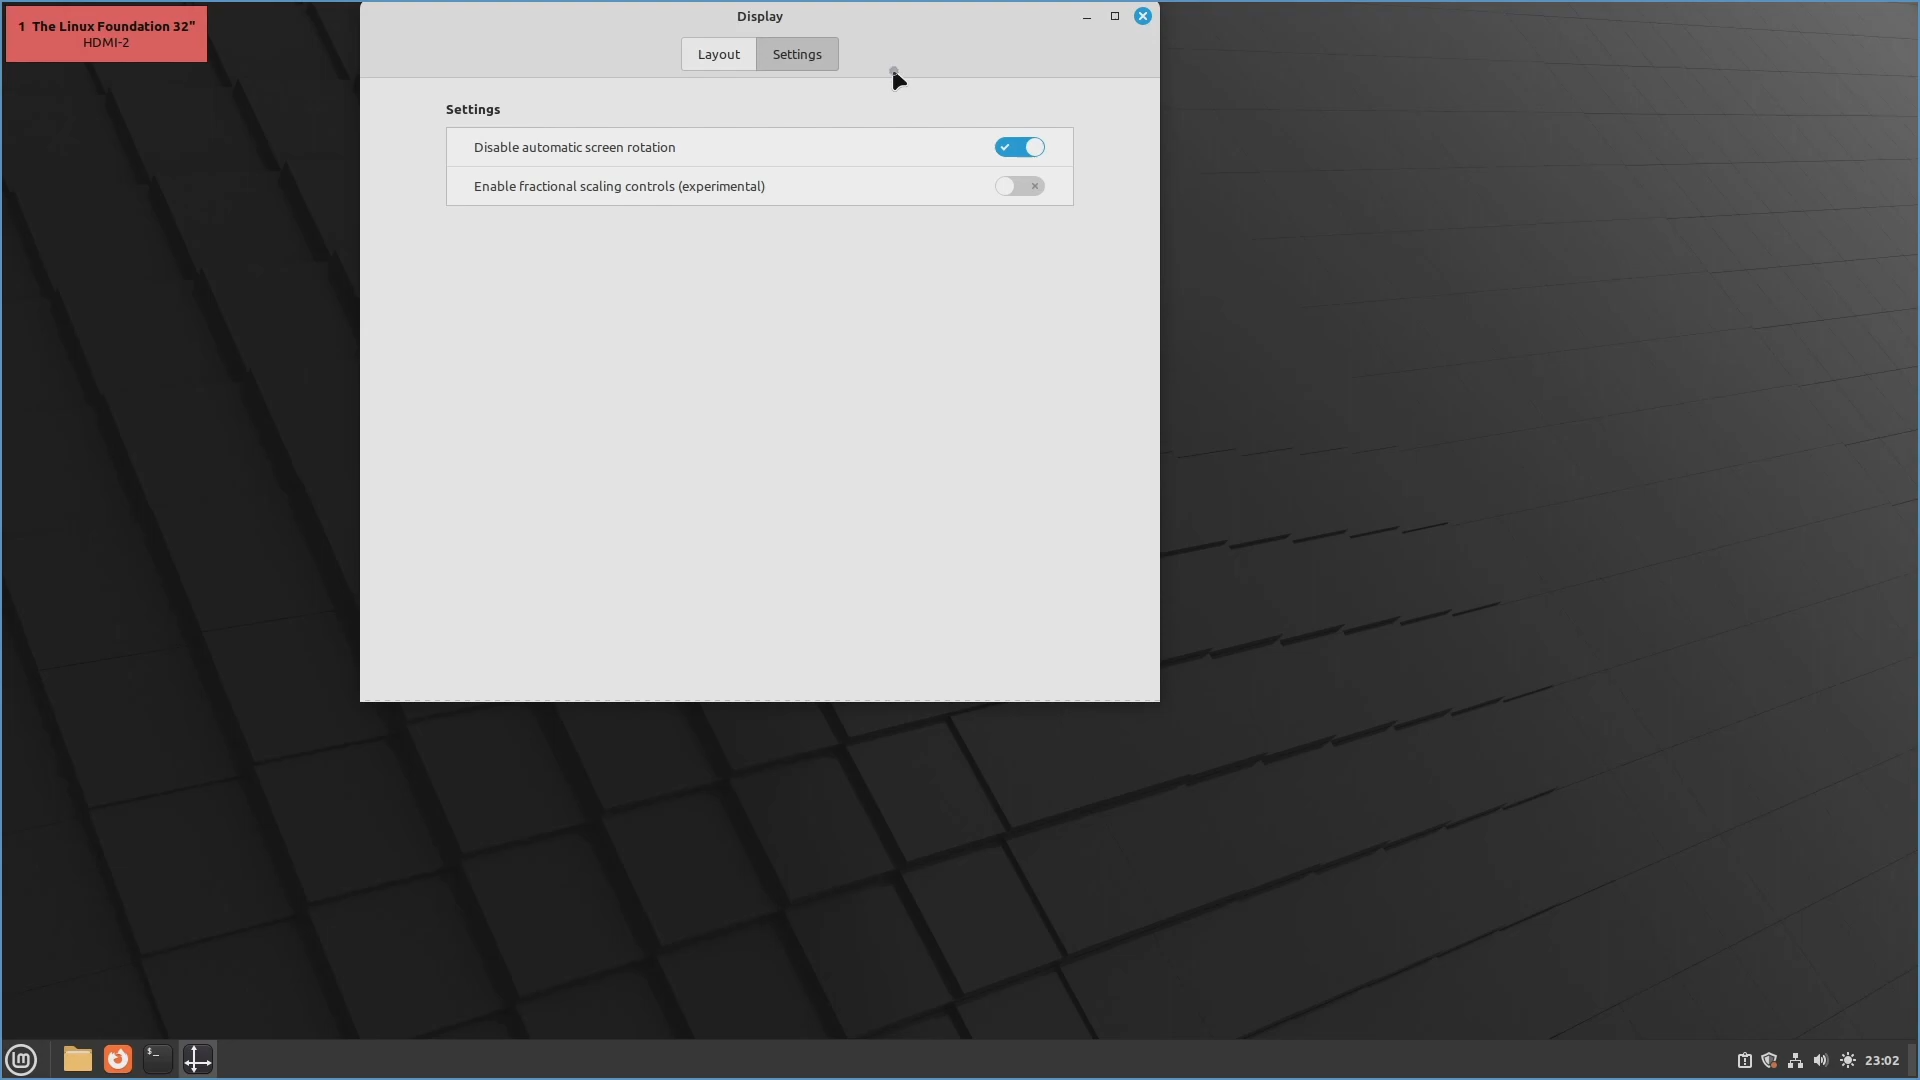 1 The Linux Foundation 32"
HDMI-2
Display
Layout
Settings
Settings
Disable automatic screen rotation
Enable fractional scaling controls (experimental)
$_
lm
23:02